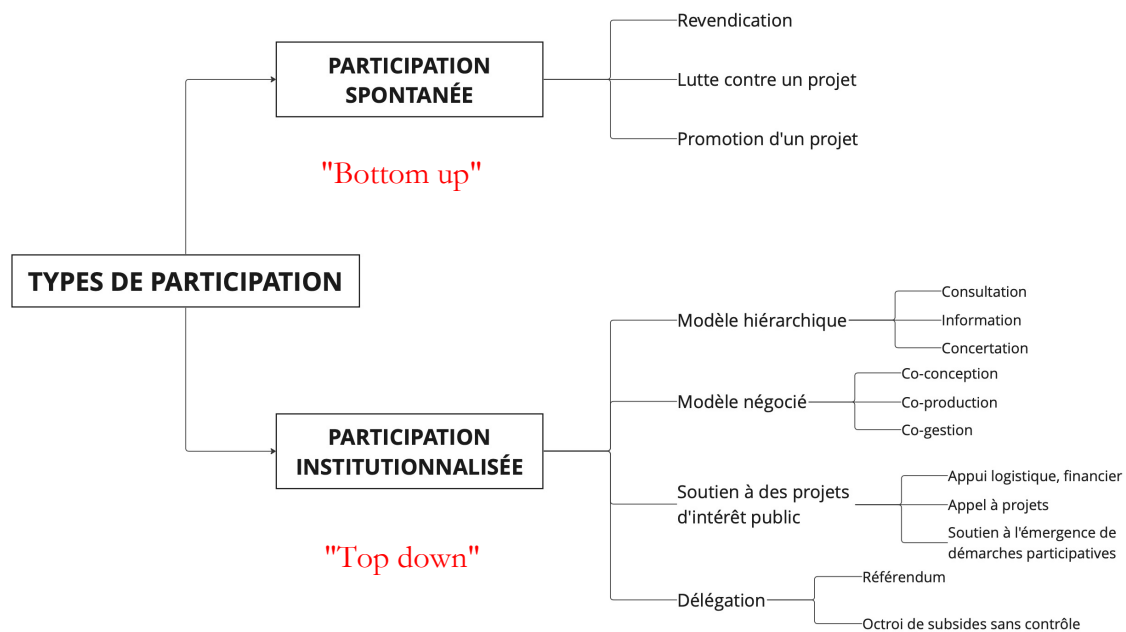 TYPES DE PARTICIPATION
PARTICIPATION
SPONTANÉE
"Bottom up"
Revendication
Lutte contre un projet
Promotion d'un projet
PARTICIPATION
INSTITUTIONNALISÉE
"Top down"
Modèle hiérarchique
Consultation
Information
Concertation
Modèle négocié
Co-conception
Co-production
Co-gestion
Soutien à des projets
d'intérêt public
Appui logistique, financier
Appel à projets
Soutien à l'émergence de
démarches participatives
Délégation
Référendum
Octroi de subsides sans contrôle